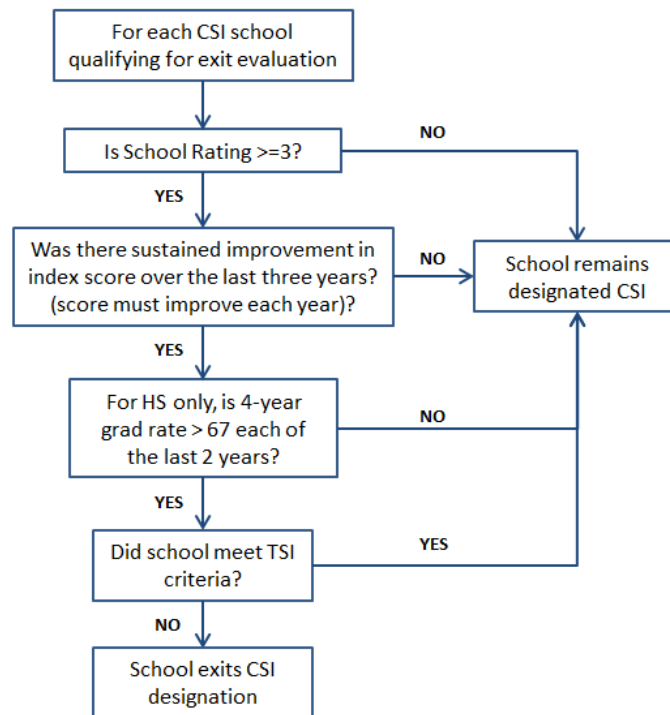 For each CSI school
qualifying for exit evaluation
NO
Is School Rating >=3?
YES
Was there sustained improvement in
index score over the last three years?
(score must improve each year)?
NO
School remains
designated CSI
YES
For HS only, is 4-year
grad rate > 67 each of
the last 2 years?
NO
YES
Did school meet TSI
criteria?
YES
NO
School exits CSI
designation